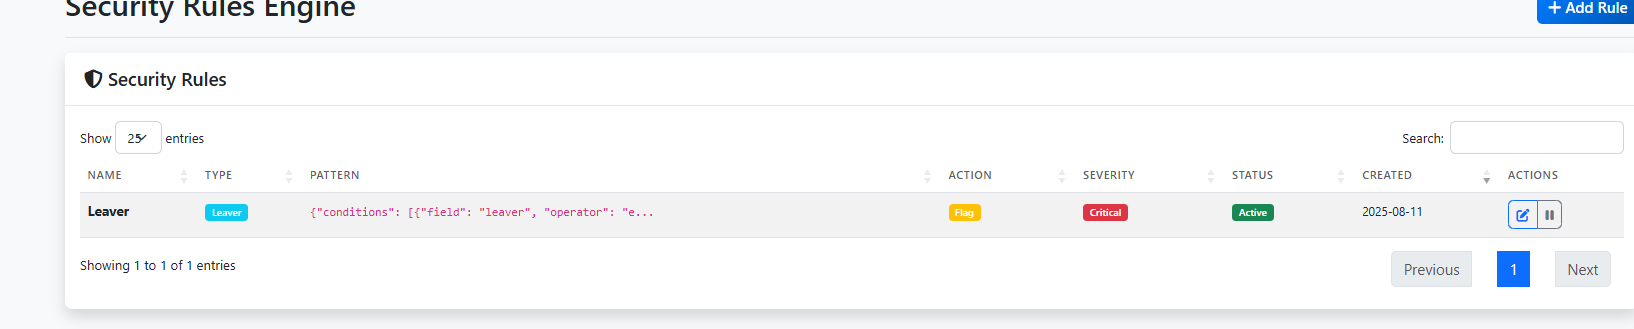 Security Rules Engine
+ Add Rule
Security Rules
Show 25 entries
Search:
NAME TYPE PATTERN ACTION SEVERITY STATUS CREATED ACTIONS
Leaver Leaver {"conditions": [{"field": "leaver", "operator": "e... Flag Critical Active 2025-08-11
Showing 1 to 1 of 1 entries
Previous 1 Next